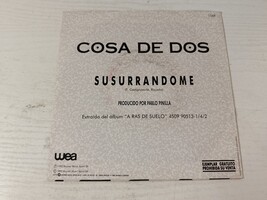 COSA DE DOS
SUSURRANDOME
PRODUCIDO POR PABLO PINILLA
Extraído del álbum "A RAS DE SUELO" 4509 90513-1/4/2
wea
EJEMPLAR GRATUITO
PROHIBIDA SU VENTA